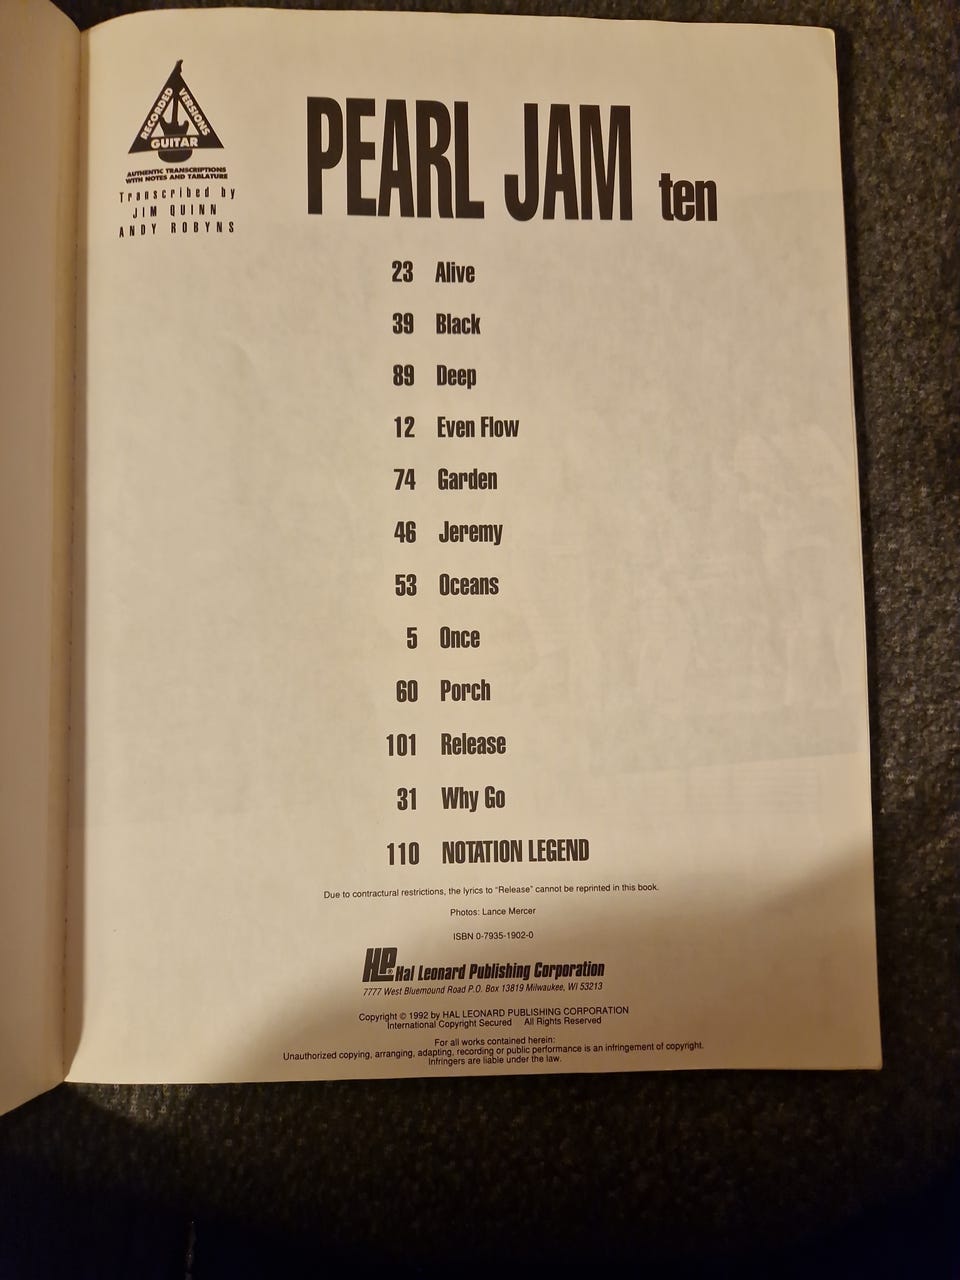 RECORDED VERSIONS
GUITAR
AUTHENTIC TRANSCRIPTIONS
WITH NOTES AND TABLATURE
Transcribed by
JIM QUINN
ANDY ROBYNS
PEARL JAM ten
23 Alive
39 Black
89 Deep
12 Even Flow
74 Garden
46 Jeremy
53 Oceans
5 Once
60 Porch
101 Release
31 Why Go
110 NOTATION LEGEND
Due to contractural restrictions, the lyrics to "Release" cannot be reprinted in this book.
Photos: Lance Mercer
ISBN 0-7935-1902-0
HL® Hal Leonard Publishing Corporation
7777 West Bluemound Road P.O. Box 13819 Milwaukee, WI 53213
Copyright © 1992 by HAL LEONARD PUBLISHING CORPORATION
International Copyright Secured All Rights Reserved
For all works contained herein:
Unauthorized copying, arranging, adapting, recording or public performance is an infringement of copyright.
Infringers are liable under the law.